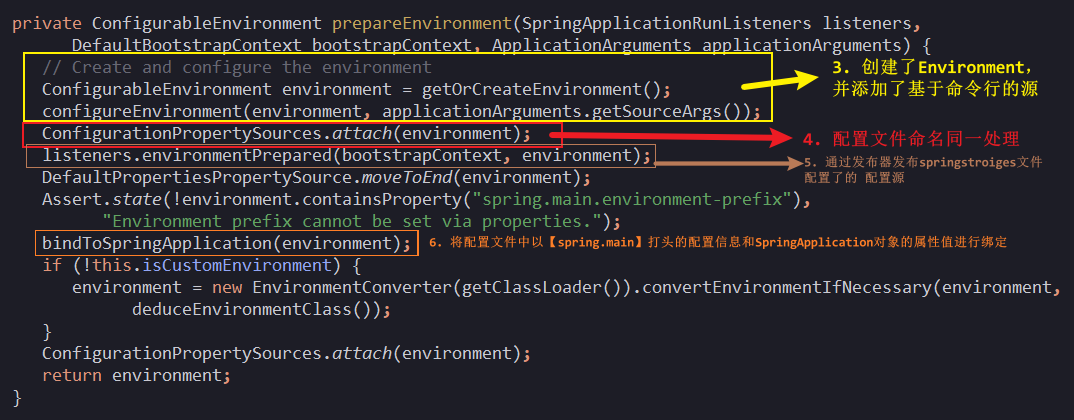 private ConfigurableEnvironment prepareEnvironment(SpringApplicationRunListeners listeners,
DefaultBootstrapContext bootstrapContext, ApplicationArguments applicationArguments) {
// Create and configure the environment
ConfigurableEnvironment environment = getOrCreateEnvironment();
configureEnvironment(environment, applicationArguments.getSourceArgs());
3. 创建了Environment,
并添加了基于命令行的源
ConfigurationPropertySources.attach(environment);
4. 配置文件命名同一处理
listeners.environmentPrepared(bootstrapContext, environment);
5. 通过发布器发布springstroiges文件
配置了的 配置源
DefaultPropertiesPropertySource.moveToEnd(environment);
Assert.state(!environment.containsProperty("spring.main.environment-prefix"),
"Environment prefix cannot be set via properties.");
bindToSpringApplication(environment);
6. 将配置文件中以【spring.main】打头的配置信息和SpringApplication对象的属性值进行绑定
if (!this.isCustomEnvironment) {
environment = new EnvironmentConverter(getClassLoader()).convertEnvironmentIfNecessary(environment,
deduceEnvironmentClass());
}
ConfigurationPropertySources.attach(environment);
return environment;
}